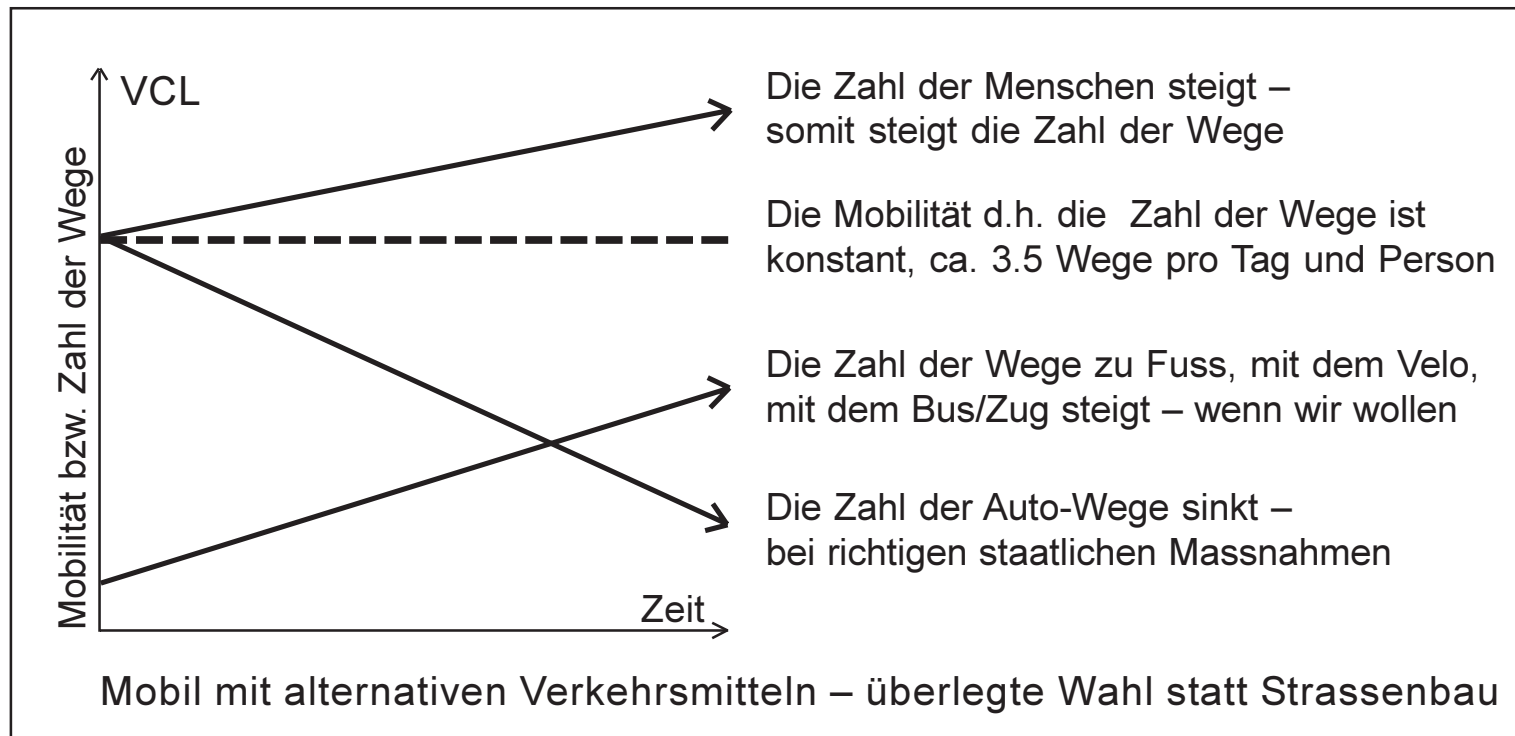 VCL
Mobilität bzw. Zahl der Wege
Die Zahl der Menschen steigt –
somit steigt die Zahl der Wege
Die Mobilität d.h. die Zahl der Wege ist
konstant, ca. 3.5 Wege pro Tag und Person
Die Zahl der Wege zu Fuss, mit dem Velo,
mit dem Bus/Zug steigt – wenn wir wollen
Die Zahl der Auto-Wege sinkt –
bei richtigen staatlichen Massnahmen
Zeit
Mobil mit alternativen Verkehrsmitteln – überlegte Wahl statt Strassenbau